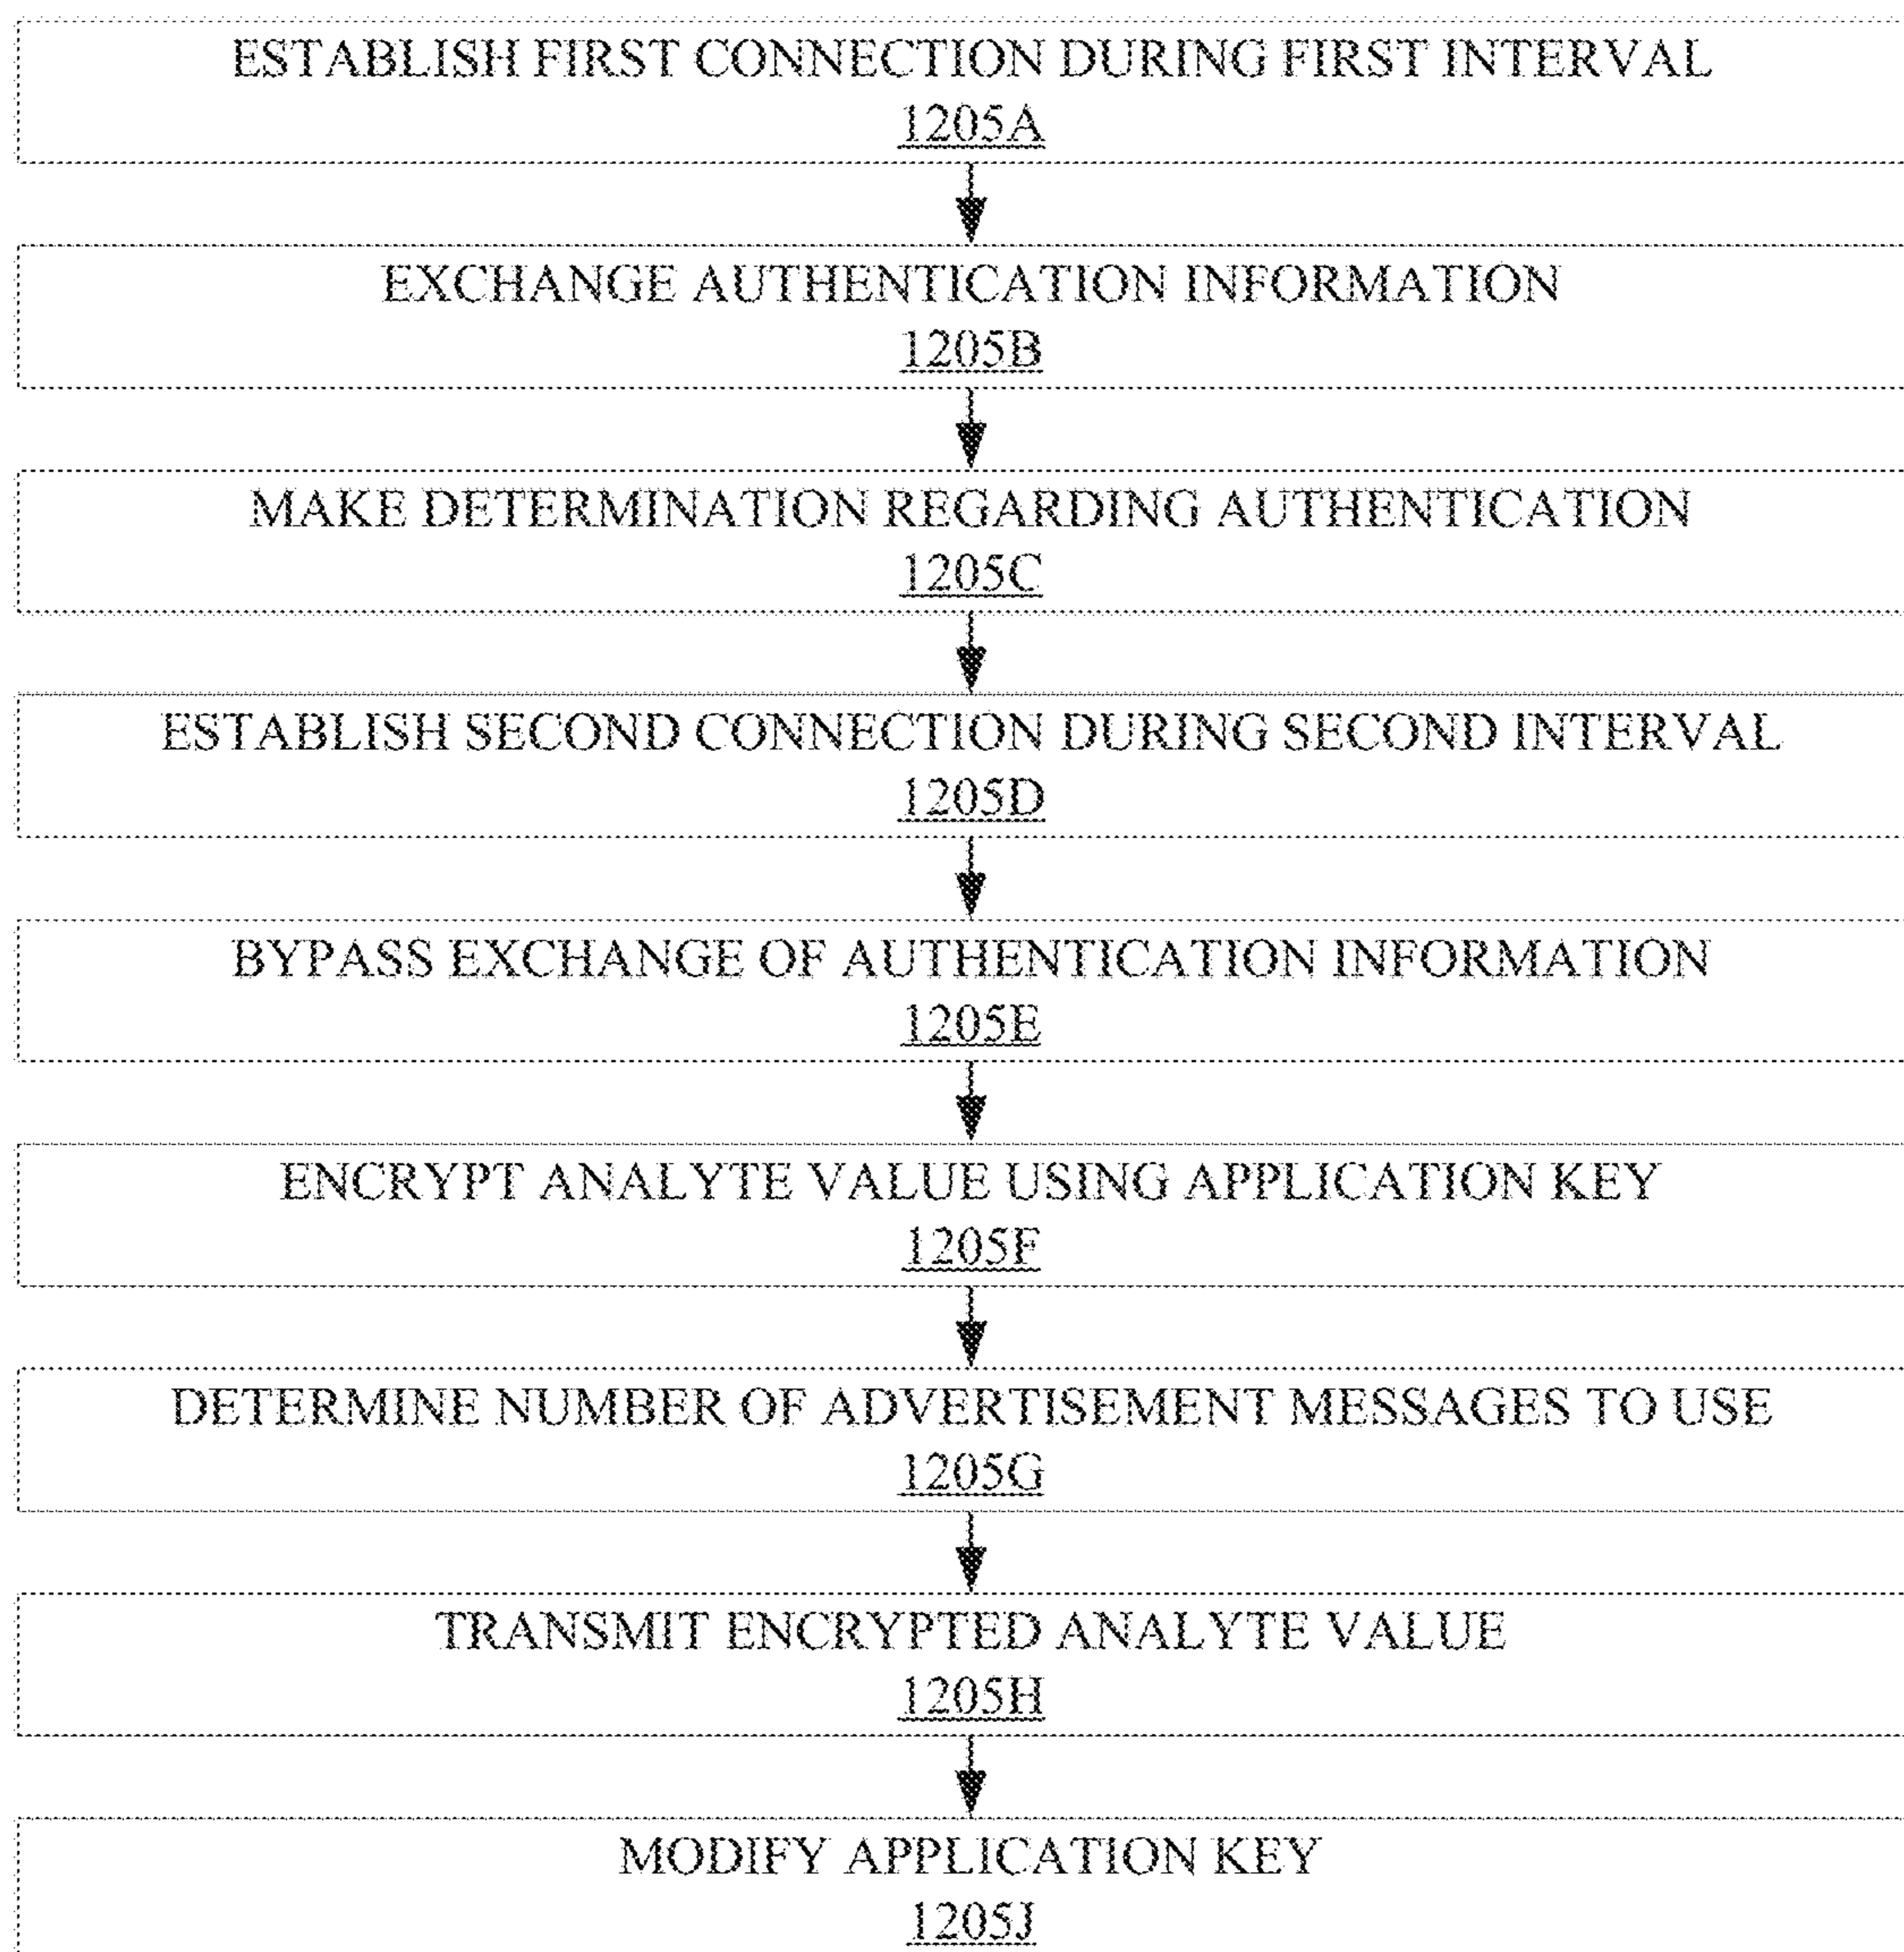 ESTABLISH FIRST CONNECTION DURING FIRST INTERVAL
1205A
EXCHANGE AUTHENTICATION INFORMATION
1205B
MAKE DETERMINATION REGARDING AUTHENTICATION
1205C
ESTABLISH SECOND CONNECTION DURING SECOND INTERVAL
1205D
BYPASS EXCHANGE OF AUTHENTICATION INFORMATION
1205E
ENCRYPT ANALYTE VALUE USING APPLICATION KEY
1205F
DETERMINE NUMBER OF ADVERTISEMENT MESSAGES TO USE
1205G
TRANSMIT ENCRYPTED ANALYTE VALUE
1205H
MODIFY APPLICATION KEY
1205J